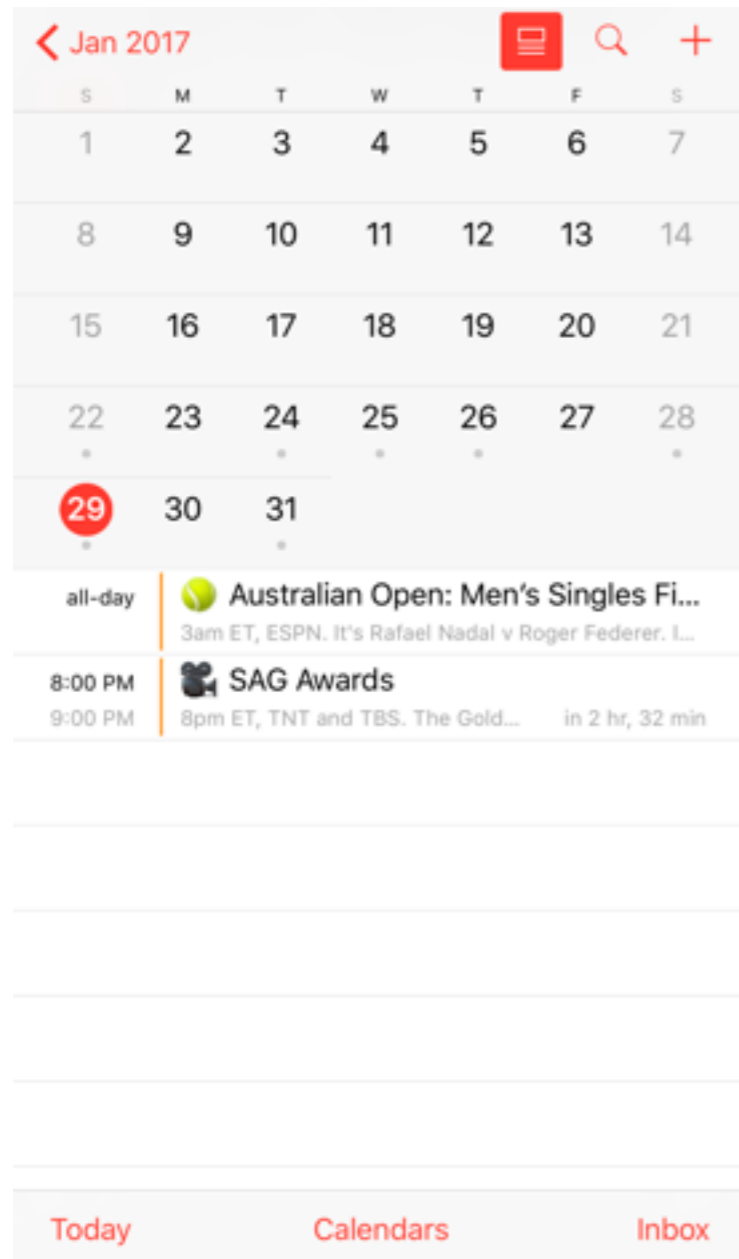 Jan 2017
S M T W T F S
1 2 3 4 5 6 7
8 9 10 11 12 13 14
15 16 17 18 19 20 21
22 23 24 25 26 27 28
29 30 31
all-day Australian Open: Men's Singles Fi...
3am ET, ESPN. It's Rafael Nadal v Roger Federer. I...
8:00 PM SAG Awards
9:00 PM 8pm ET, TNT and TBS. The Gold... in 2 hr, 32 min
Today Calendars Inbox